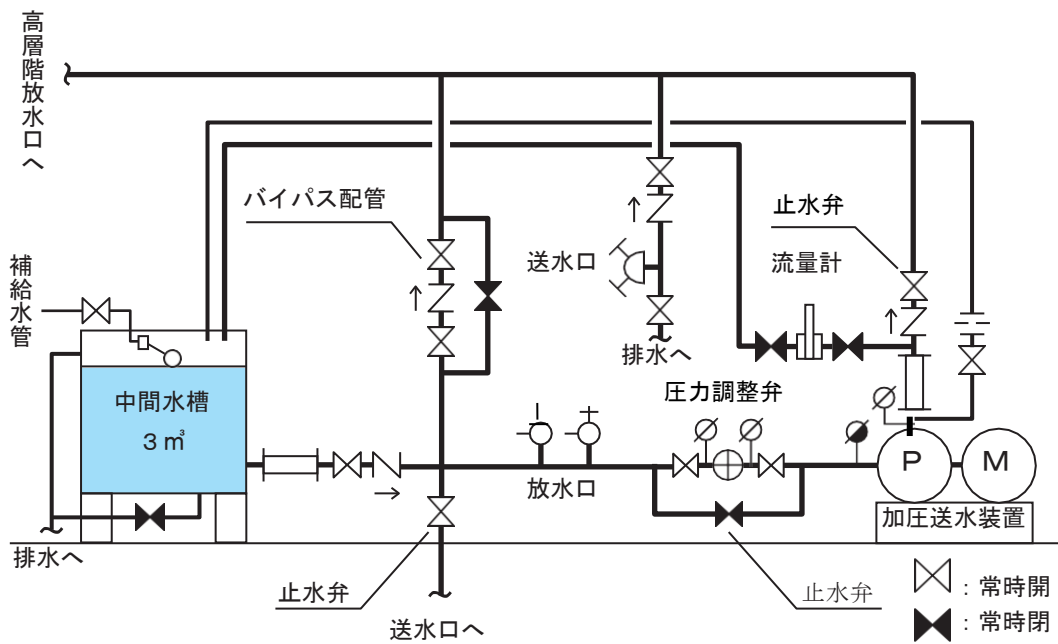 高層階放水口へ
バイパス配管
止水弁
送水口
流量計
補給水管
排水へ
中間水槽
3㎥
圧力調整弁
放水口
P
M
加圧送水装置
排水へ
止水弁
止水弁
送水口へ
：常時開
：常時閉